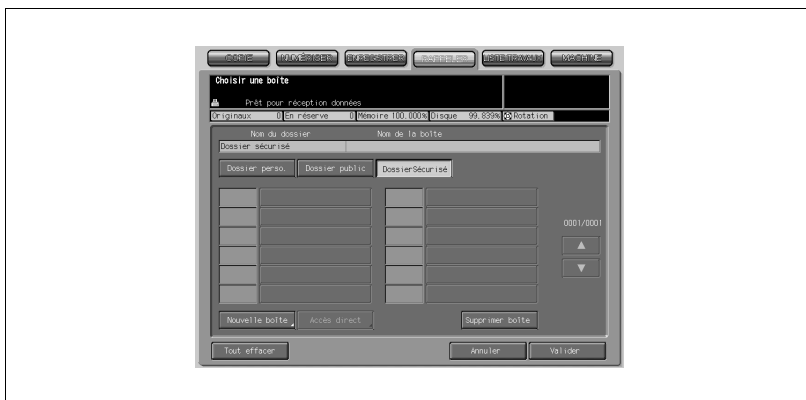 COPIE NUMÉRISER ENREGISTRER RAPPELER LISTE TRAVAUX MACHINE
Choisir une boîte
Prêt pour réception données
Originaux 0 En réserve 0 Mémoire 100.000% Disque 99.839% Rotation
Nom du dossier Nom de la boîte
Dossier sécurisé
Dossier perso. Dossier public DossierSécurisé
0001/0001
Nouvelle boîte Accès direct Supprimer boîte
Tout effacer Annuler Valider